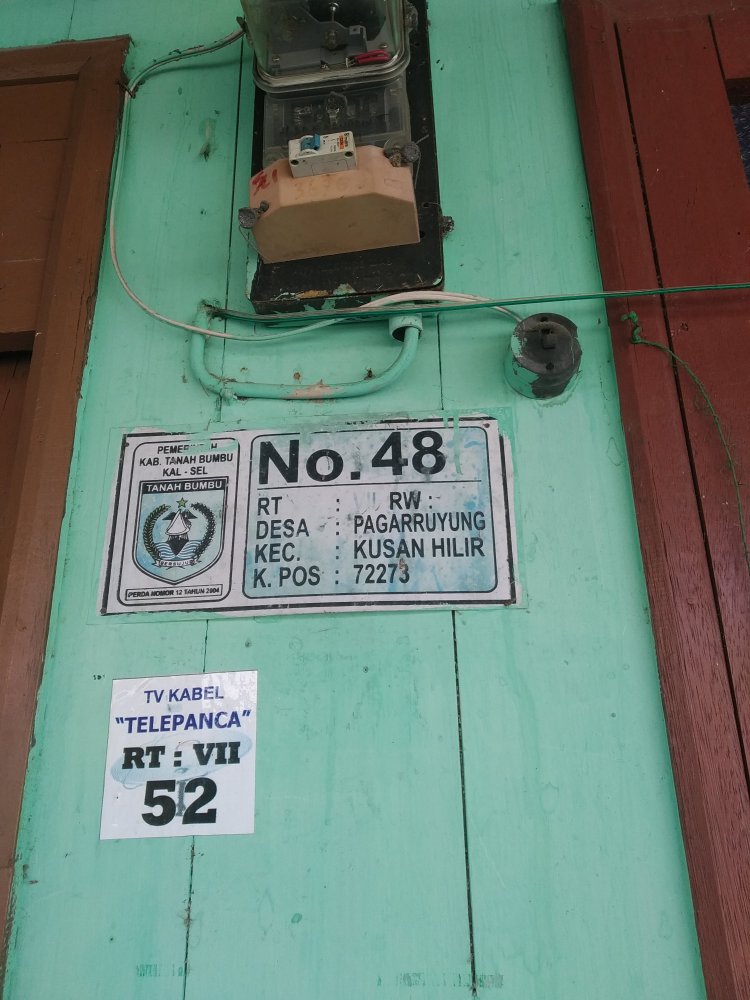 PEMERINTAH
KAB. TANAH BUMBU
KAL - SEL
TANAH BUMBU
BERSUJUD
PERDA NOMOR 12 TAHUN 2004
No. 48
RT : RW :
DESA : PAGARRUYUNG
KEC. : KUSAN HILIR
K. POS : 72273
TV KABEL
"TELEPANCA"
RT : VII
52